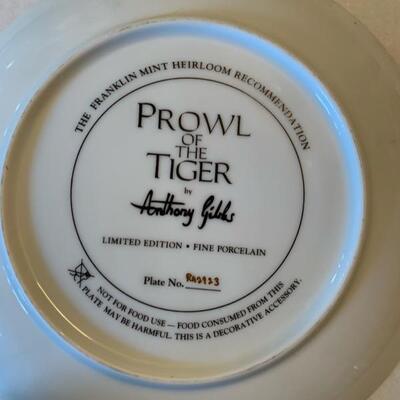 THE FRANKLIN MINT HEIRLOOM RECOMMENDATION
PROWL
OF
THE
TIGER
by
Anthony Gibbs
LIMITED EDITION • FINE PORCELAIN
Plate No.
NOT FOR FOOD USE — FOOD CONSUMED FROM THIS
PLATE MAY BE HARMFUL. THIS IS A DECORATIVE ACCESSORY.